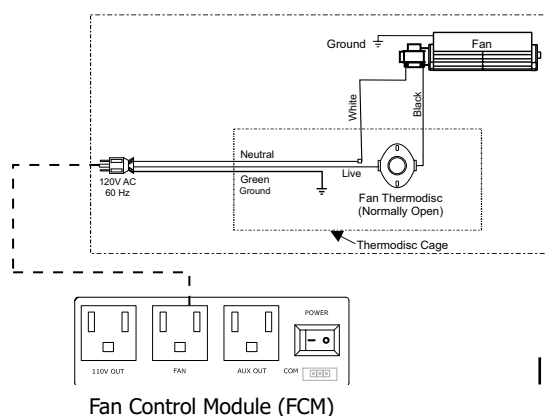 Ground
Fan
White
Black
Neutral
Live
Green
Ground
120V AC
60 Hz
Fan Thermodisc
(Normally Open)
Thermodisc Cage
POWER
110V OUT
FAN
AUX OUT
COM
Fan Control Module (FCM)